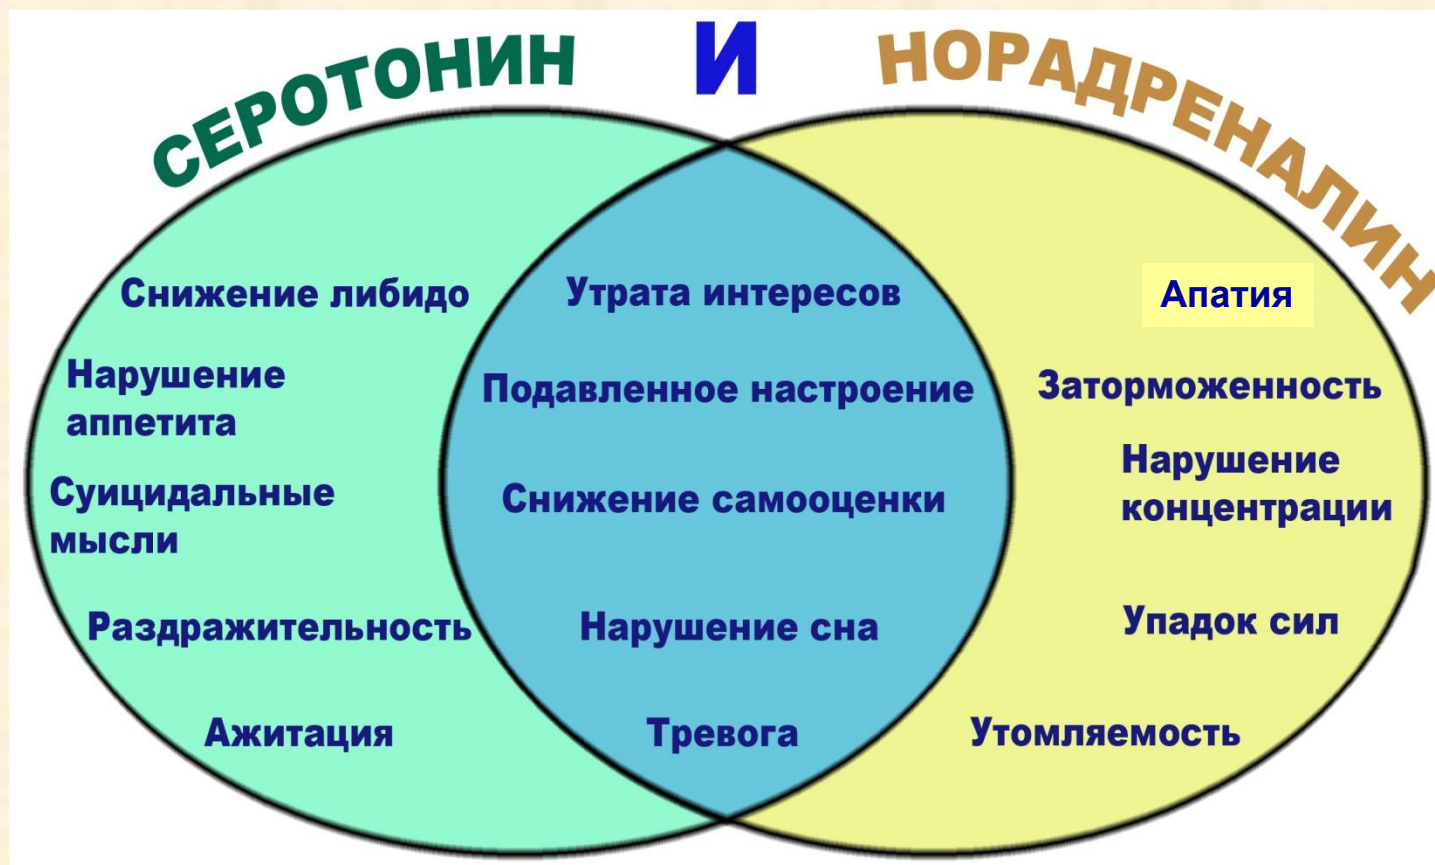 СЕРОТОНИН И НОРАДРЕНАЛИН
Снижение либидо
Нарушение
аппетита
Суицидальные
мысли
Раздражительность
Ажитация
Утрата интересов
Подавленное настроение
Снижение самооценки
Нарушение сна
Тревога
Апатия
Заторможенность
Нарушение
концентрации
Упадок сил
Утомляемость